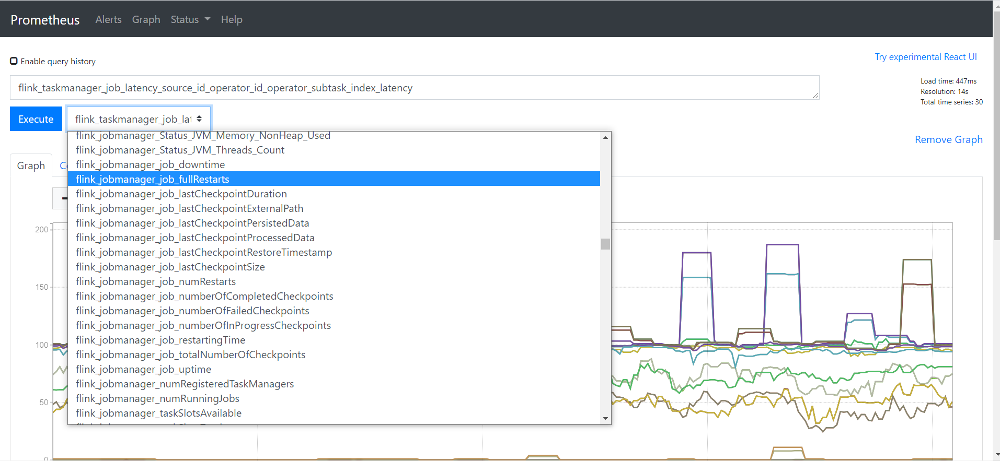 Prometheus Alerts Graph Status Help
Enable query history
Try experimental React UI
flink_taskmanager_job_latency_source_id_operator_id_operator_subtask_index_latency
Load time: 447ms
Resolution: 14s
Total time series: 30
Execute
flink_taskmanager_job_lat
flink_jobmanager_Status_JVM_Memory_NonHeap_Used
Remove Graph
flink_jobmanager_Status_JVM_Threads_Count
Graph
flink_jobmanager_job_downtime
flink_jobmanager_job_fullRestarts
flink_jobmanager_job_lastCheckpointDuration
flink_jobmanager_job_lastCheckpointExternalPath
flink_jobmanager_job_lastCheckpointPersistedData
flink_jobmanager_job_lastCheckpointProcessedData
flink_jobmanager_job_lastCheckpointRestoreTimestamp
flink_jobmanager_job_lastCheckpointSize
flink_jobmanager_job_numRestarts
flink_jobmanager_job_numberOfCompletedCheckpoints
flink_jobmanager_job_numberOfFailedCheckpoints
flink_jobmanager_job_numberOfInProgressCheckpoints
flink_jobmanager_job_restartingTime
flink_jobmanager_job_totalNumberOfCheckpoints
flink_jobmanager_job_uptime
flink_jobmanager_numRegisteredTaskManagers
flink_jobmanager_numRunningJobs
flink_jobmanager_taskSlotsAvailable
200
150
100
50
0